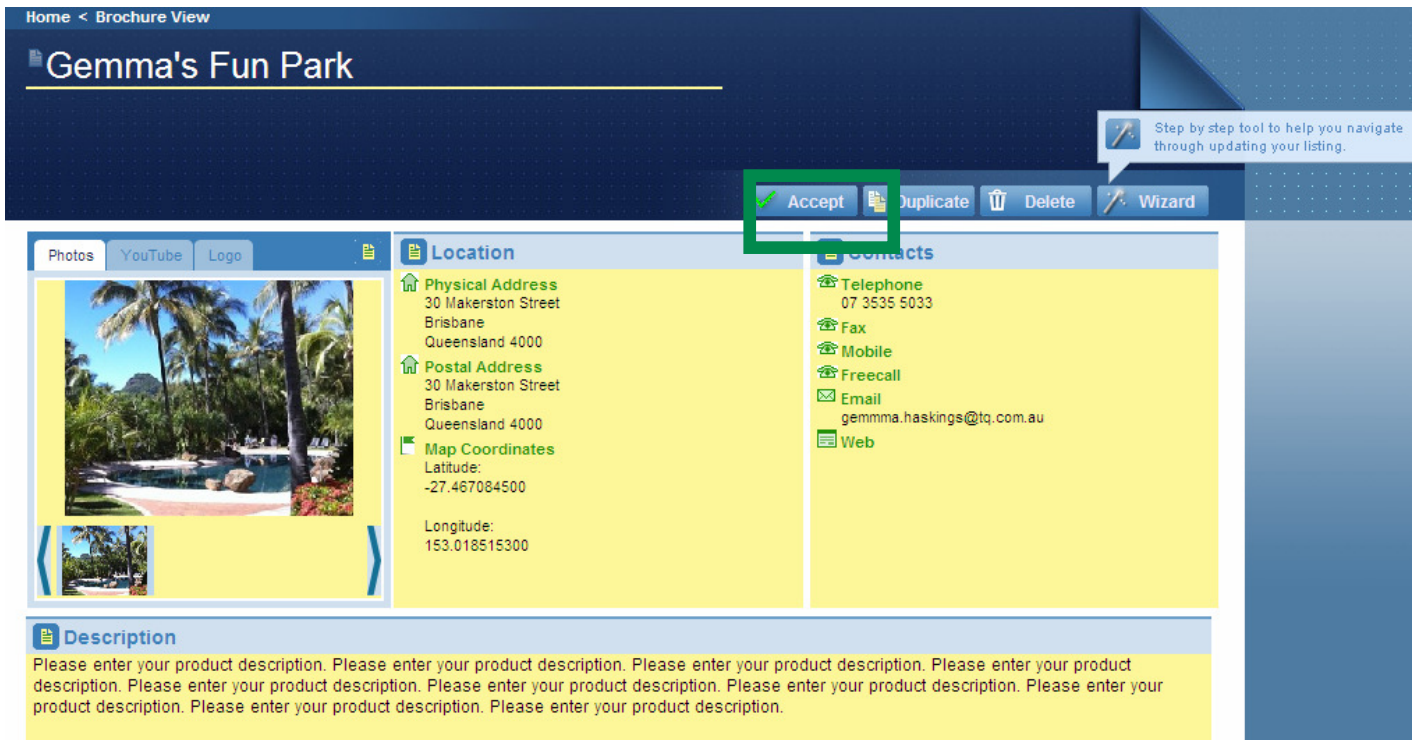 Home < Brochure View
Gemma's Fun Park
Step by step tool to help you navigate
through updating your listing.
Accept Duplicate Delete Wizard
Photos YouTube Logo
Location
Physical Address
30 Makerston Street
Brisbane
Queensland 4000
Postal Address
30 Makerston Street
Brisbane
Queensland 4000
Map Coordinates
Latitude:
-27.467084500
Longitude:
153.018515300
Contacts
Telephone
07 3535 5033
Fax
Mobile
Freecall
Email
gemmma.haskings@tq.com.au
Web
Description
Please enter your product description. Please enter your product description. Please enter your product description. Please enter your product
description. Please enter your product description. Please enter your product description. Please enter your product description. Please enter your
product description. Please enter your product description. Please enter your product description.